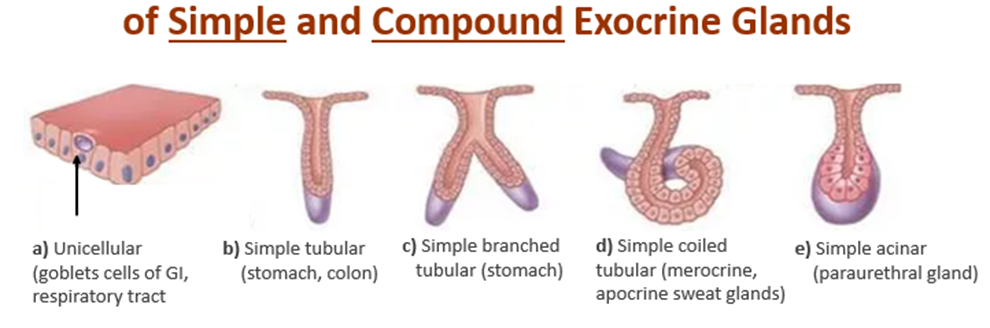 of Simple and Compound Exocrine Glands
a) Unicellular
(goblets cells of GI,
respiratory tract
b) Simple tubular
(stomach, colon)
c) Simple branched
tubular (stomach)
d) Simple coiled
tubular (merocrine,
apocrine sweat glands)
e) Simple acinar
(paraurethral gland)